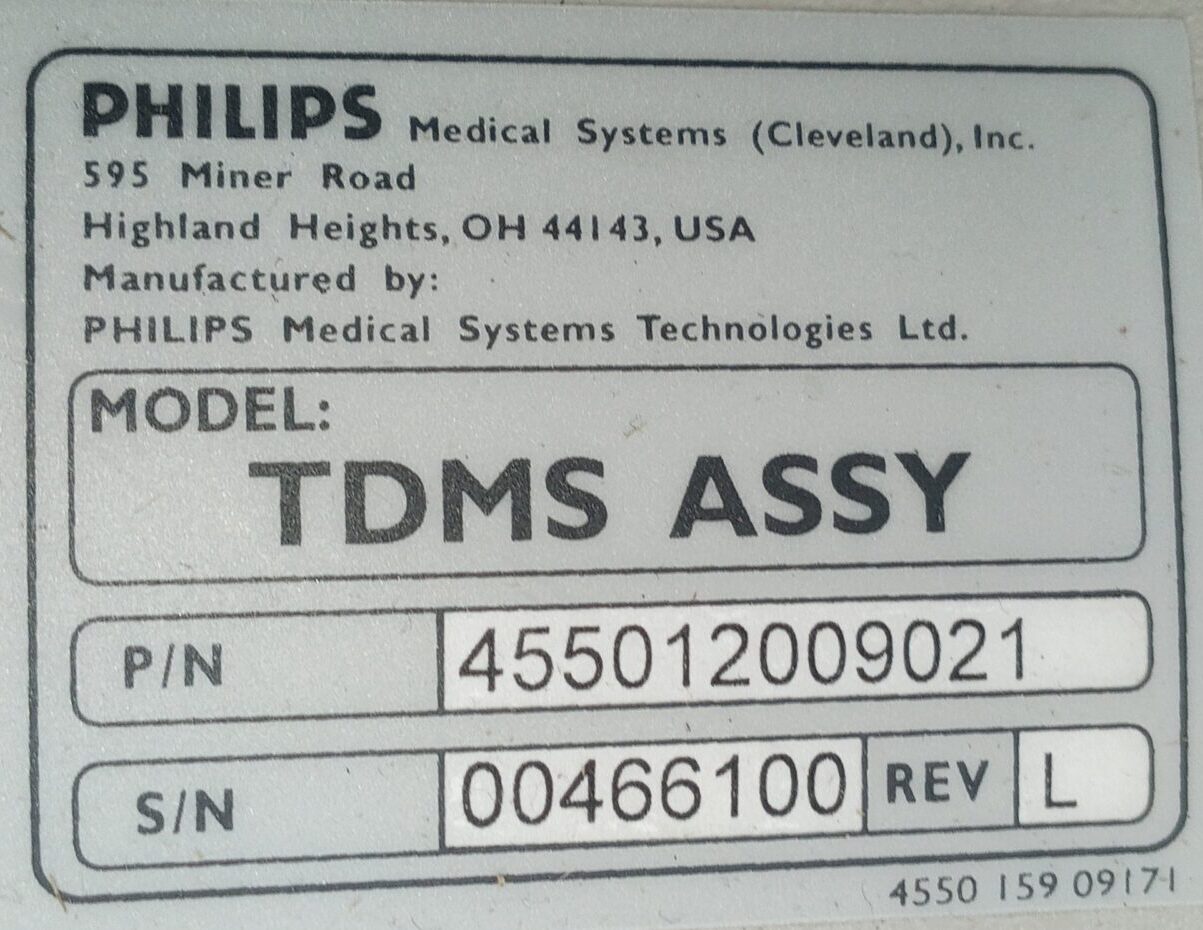 PHILIPS Medical Systems (Cleveland), Inc.
595 Miner Road
Highland Heights, OH 44143, USA
Manufactured by:
PHILIPS Medical Systems Technologies Ltd.
MODEL:
TDMS ASSY
P/N 455012009021
S/N 00466100 REV L
4550 159 09171